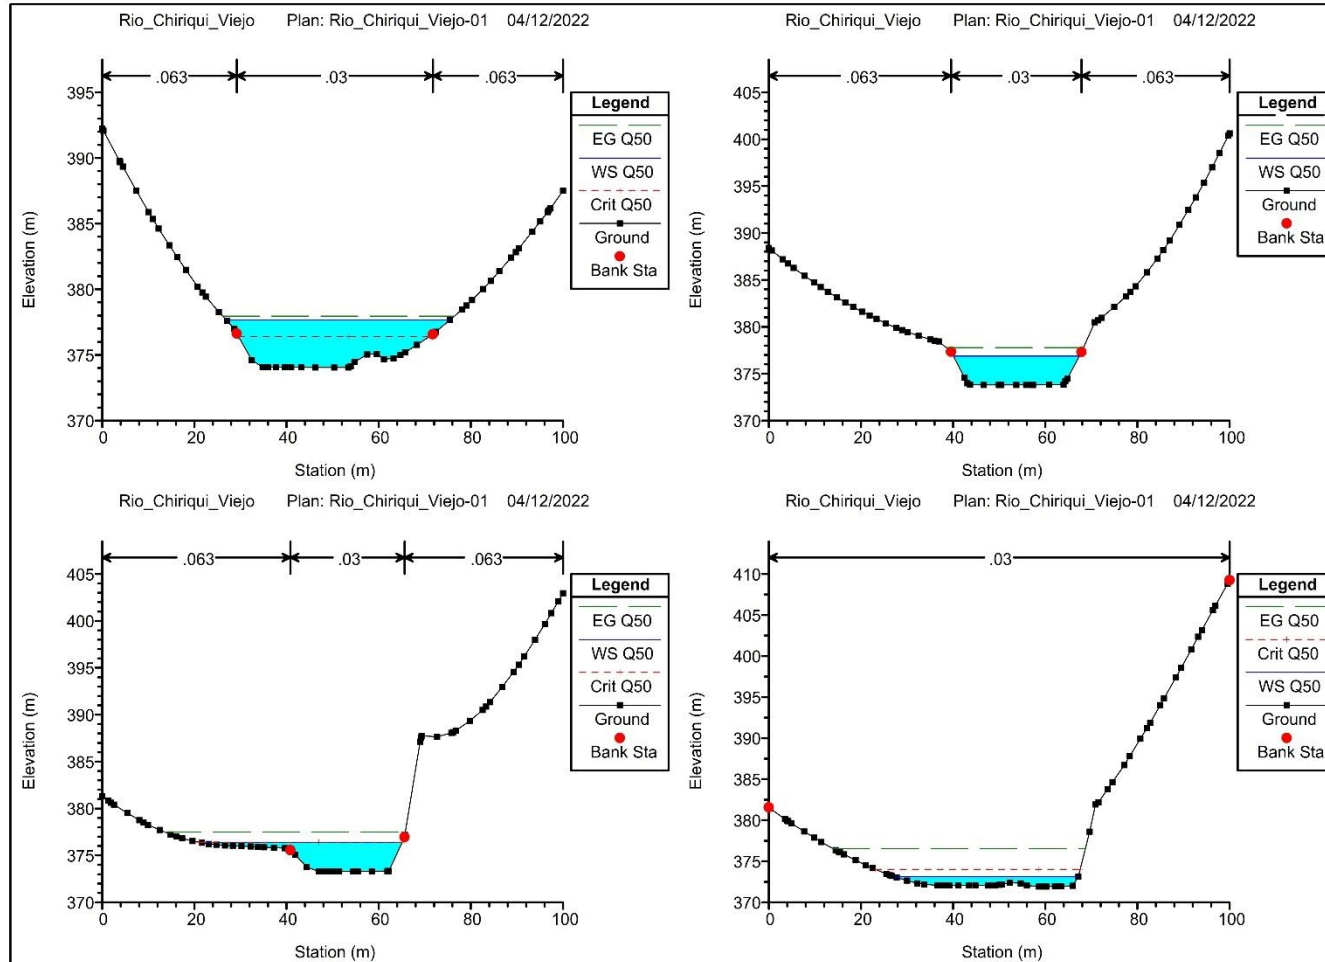 Rio_Chiriqui_Viejo Plan: Rio_Chiriqui_Viejo-01 04/12/2022
.063 .03 .063
395
390
385
380
375
370
Elevation (m)
0 20 40 60 80 100
Station (m)
Legend
EG Q50
WS Q50
Crit Q50
Ground
Bank Sta
Rio_Chiriqui_Viejo Plan: Rio_Chiriqui_Viejo-01 04/12/2022
.063 .03 .063
405
400
395
390
385
380
375
370
Elevation (m)
0 20 40 60 80 100
Station (m)
Legend
EG Q50
WS Q50
Ground
Bank Sta
Rio_Chiriqui_Viejo Plan: Rio_Chiriqui_Viejo-01 04/12/2022
.063 .03 .063
405
400
395
390
385
380
375
370
Elevation (m)
0 20 40 60 80 100
Station (m)
Legend
EG Q50
WS Q50
Crit Q50
Ground
Bank Sta
Rio_Chiriqui_Viejo Plan: Rio_Chiriqui_Viejo-01 04/12/2022
.03
410
405
400
395
390
385
380
375
370
Elevation (m)
0 20 40 60 80 100
Station (m)
Legend
EG Q50
Crit Q50
WS Q50
Ground
Bank Sta